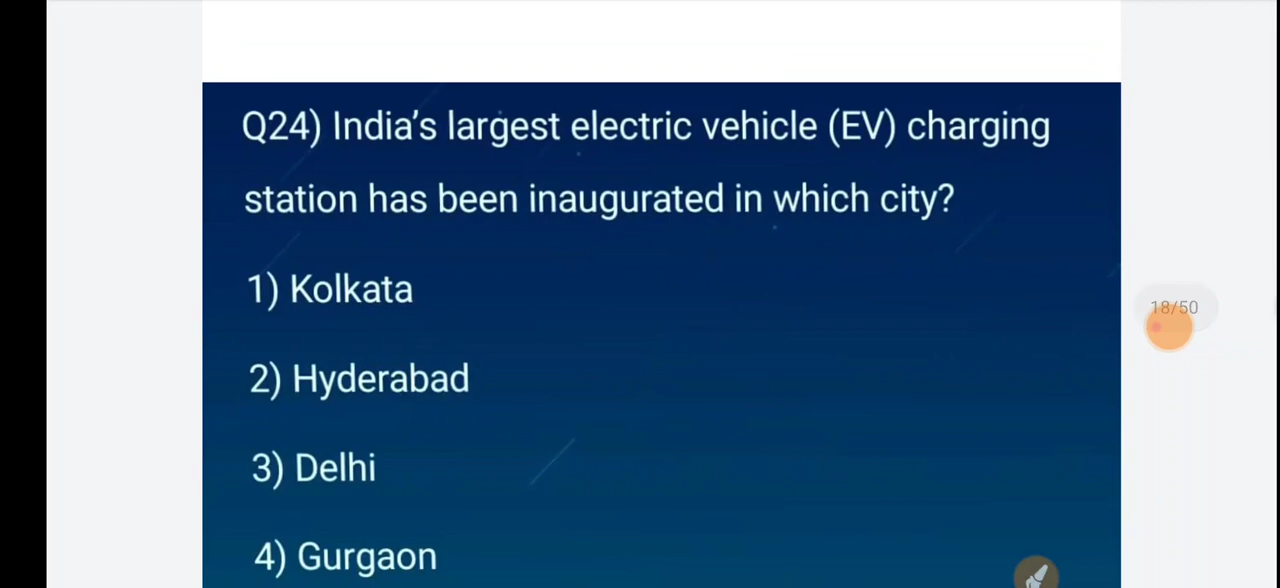 Q24) India's largest electric vehicle (EV) charging
station has been inaugurated in which city?
1) Kolkata
18/50
2) Hyderabad
3) Delhi
4) Gurgaon